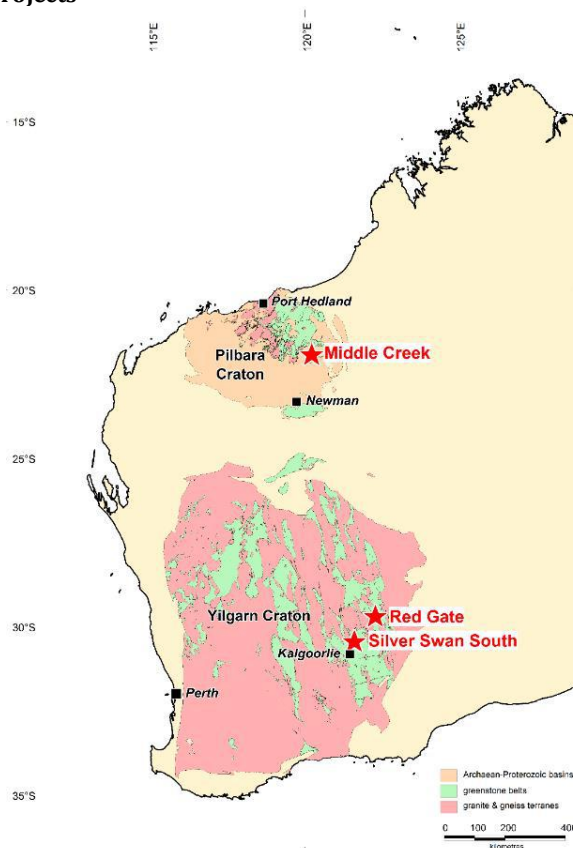 Projects
115°E
120°E
125°E
15°S
20°S
Port Hedland
Middle Creek
Pilbara
Craton
Newman
25°S
Red Gate
Yilgarn Craton
30°S
Silver Swan South
Kalgoorlie
Perth
Archaean-Proterozoic basins
greenstone belts
granite & gneiss terranes
35°S
0 100 200 400
kilometres